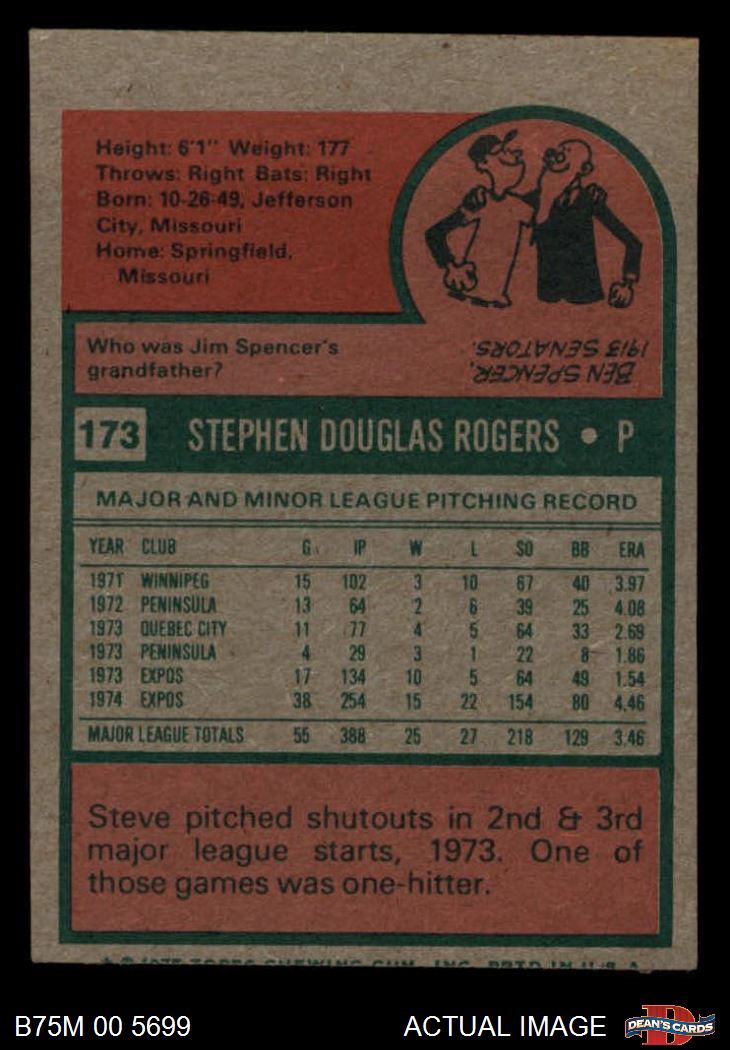 Height: 6'1" Weight: 177
Throws: Right Bats: Right
Born: 10-26-49, Jefferson
City, Missouri
Home: Springfield,
Missouri
Who was Jim Spencer's
grandfather?
BEN SPENCER,
1913 SENATORS.
173 STEPHEN DOUGLAS ROGERS • P
MAJOR AND MINOR LEAGUE PITCHING RECORD
YEAR CLUB G IP W L SO BB ERA
1971 WINNIPEG 15 102 3 10 67 40 3.97
1972 PENINSULA 13 64 2 6 39 25 4.08
1973 QUEBEC CITY 11 77 4 5 64 33 2.69
1973 PENINSULA 4 29 3 1 22 8 1.86
1973 EXPOS 17 134 10 5 64 49 1.54
1974 EXPOS 38 254 15 22 154 80 4.46
MAJOR LEAGUE TOTALS 55 388 25 27 218 129 3.46
Steve pitched shutouts in 2nd & 3rd
major league starts, 1973. One of
those games was one-hitter.
* © 1975 TOPPS CHEWING GUM, INC. PRTD IN U.S.A.
B75M 00 5699 ACTUAL IMAGE
D
DEAN'S CARDS